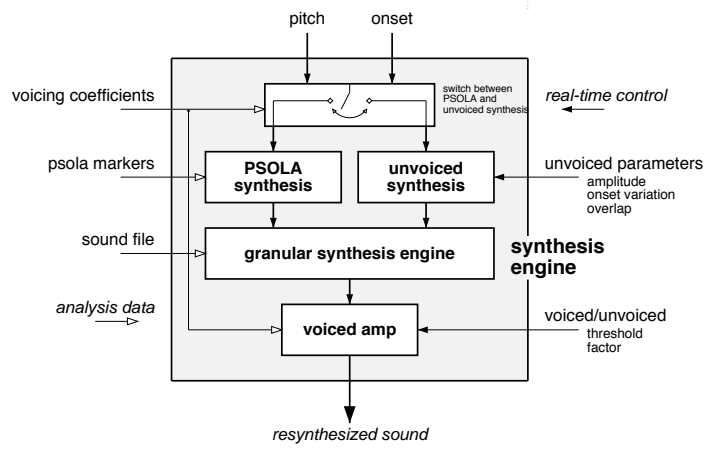 pitch
onset
voicing coefficients
switch between
PSOLA and
unvoiced synthesis
real-time control
psola markers
PSOLA
synthesis
unvoiced
synthesis
unvoiced parameters
amplitude
onset variation
overlap
sound file
granular synthesis engine
synthesis
engine
analysis data
voiced amp
voiced/unvoiced
threshold
factor
resynthesized sound